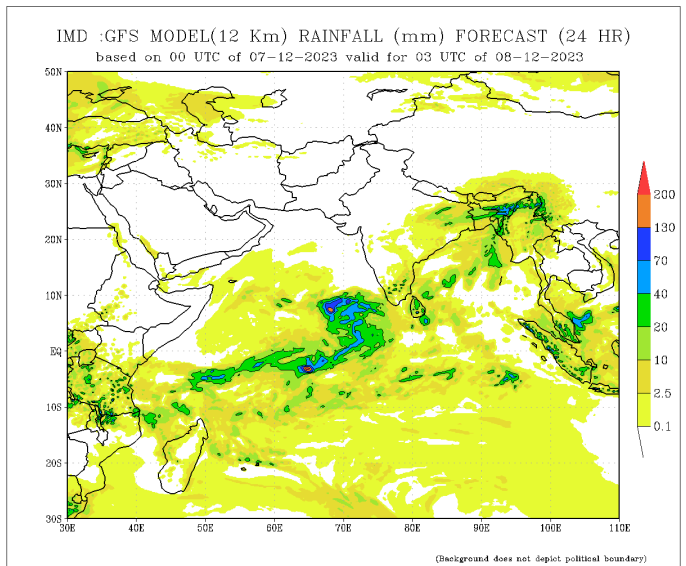 IMD :GFS MODEL(12 Km) RAINFALL (mm) FORECAST (24 HR)
based on 00 UTC of 07-12-2023 valid for 03 UTC of 08-12-2023
50N
40N
30N
20N
10N
EQ
10S
20S
30S
30E 40E 50E 60E 70E 80E 90E 100E 110E
200
130
70
40
20
10
2.5
0.1
(Background does not depict political boundary)